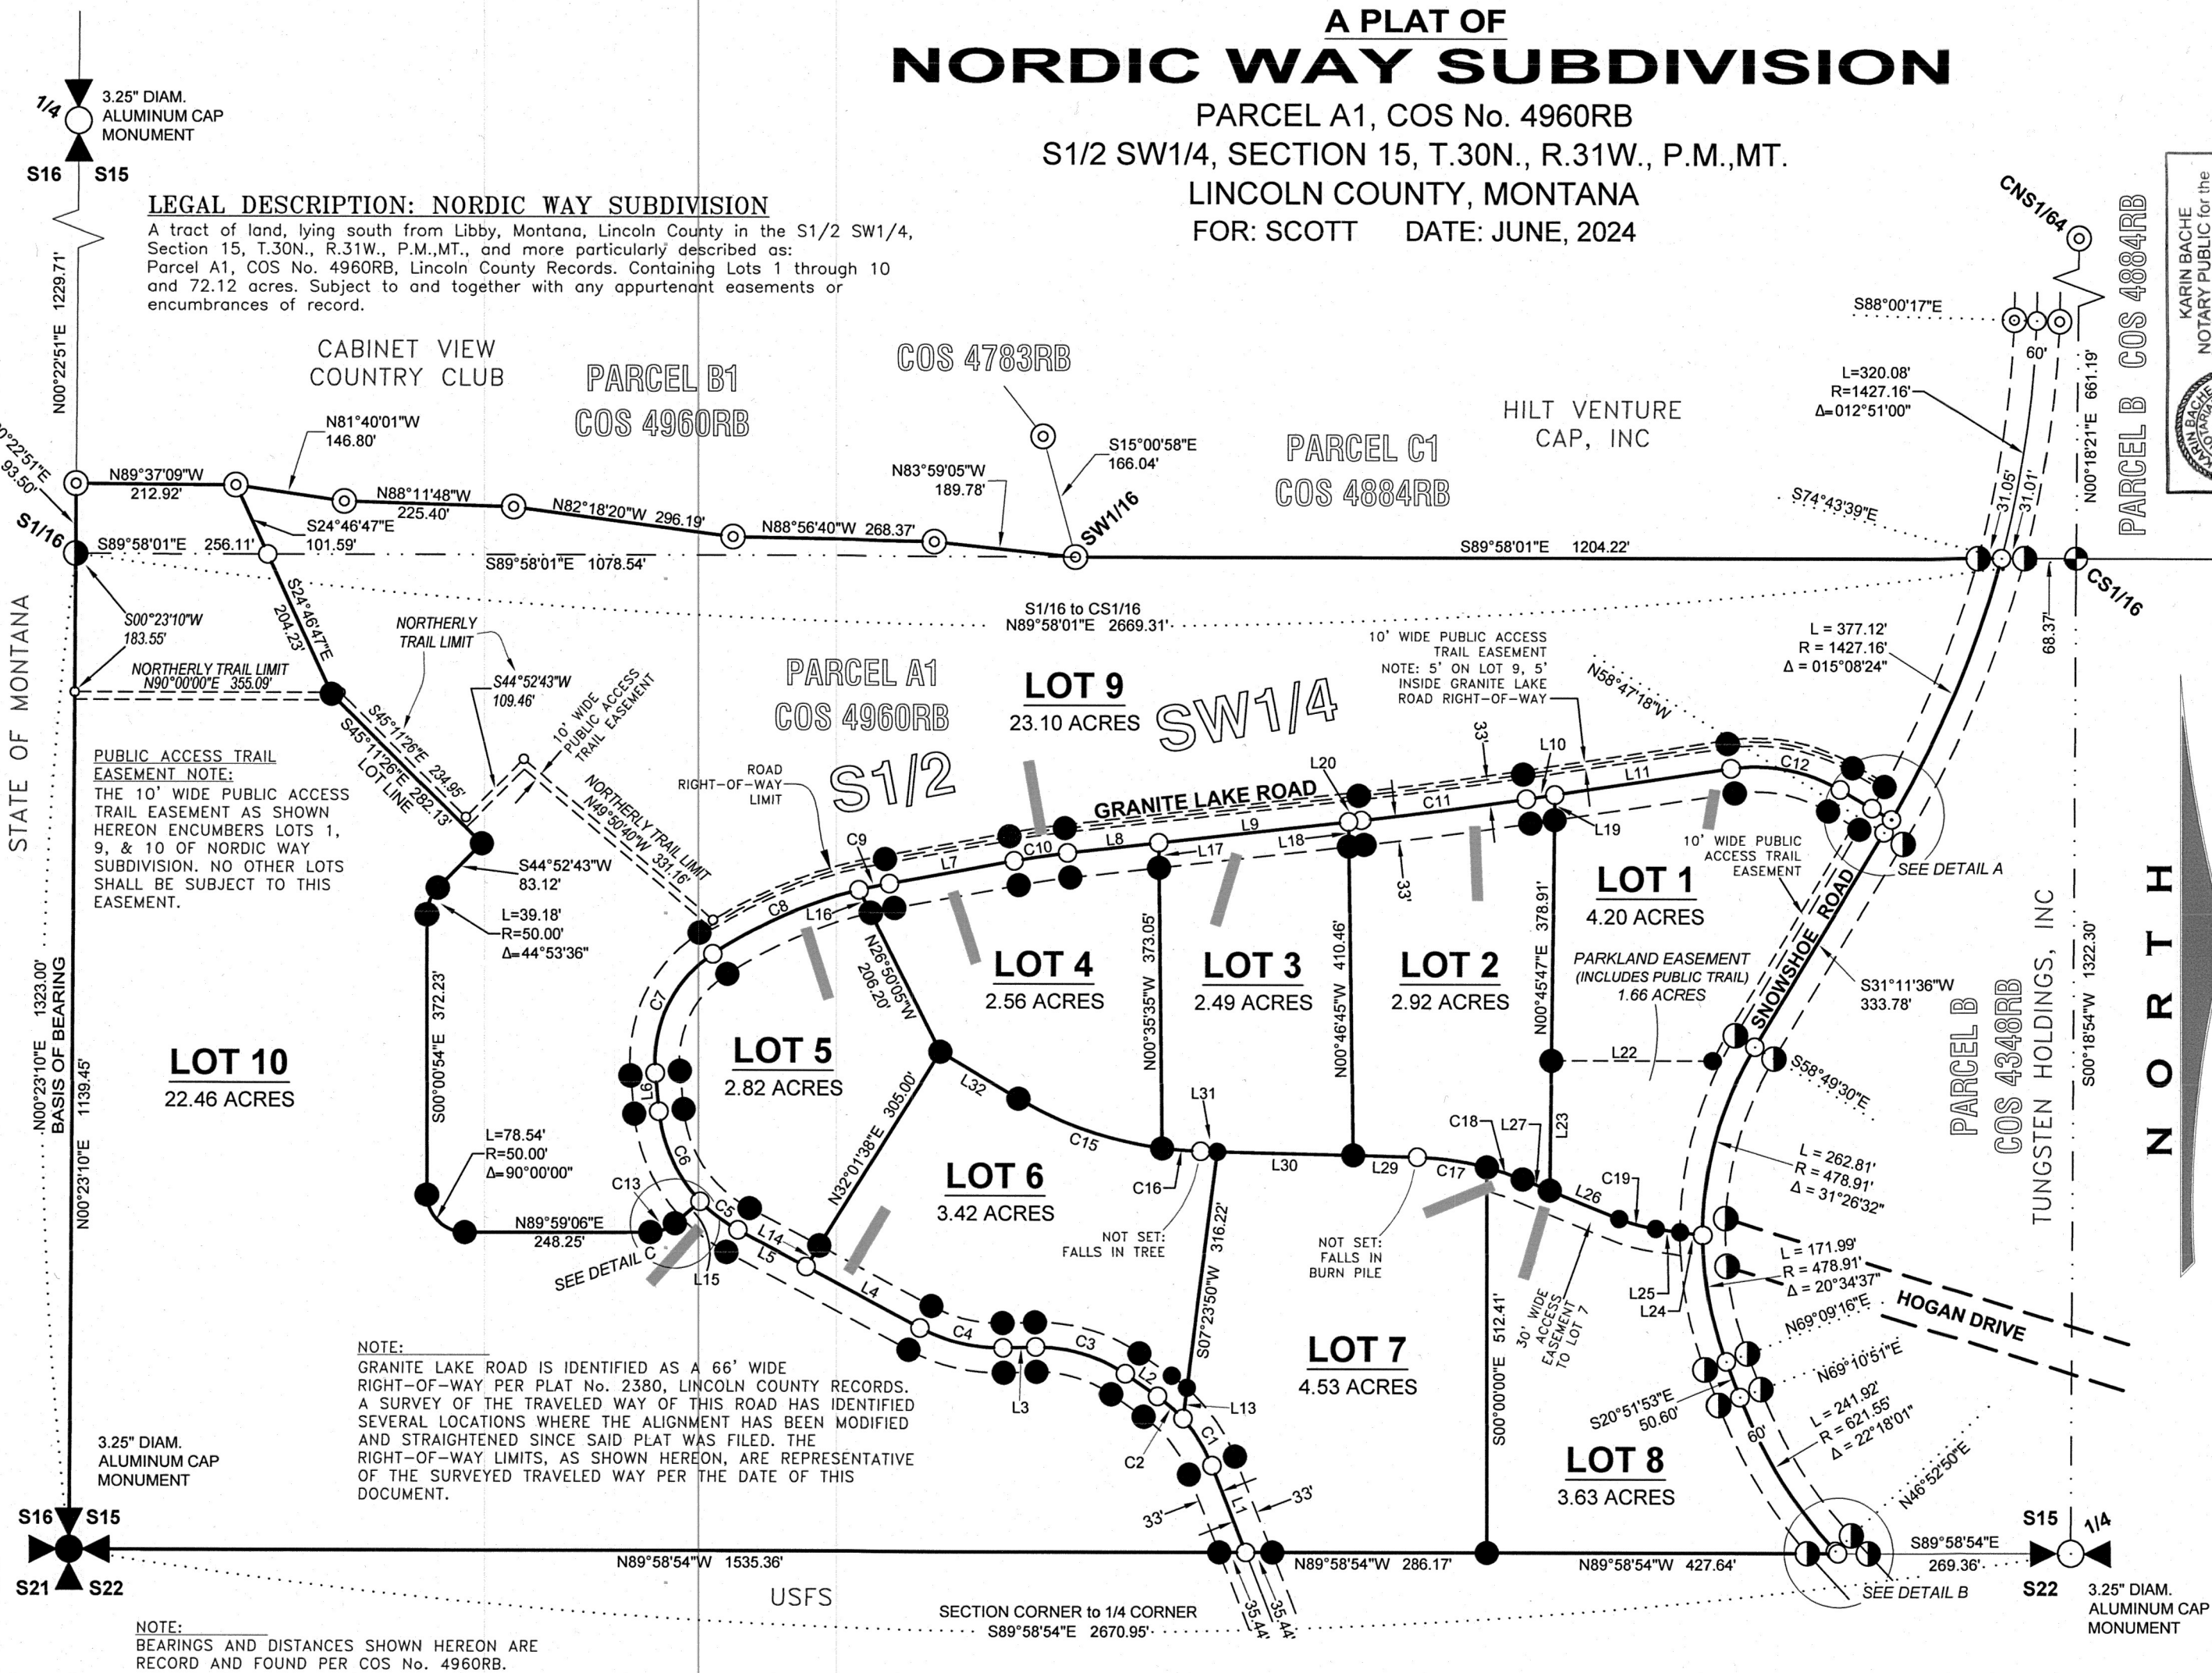 A PLAT OF
NORDIC WAY SUBDIVISION
PARCEL A1, COS No. 4960RB
S1/2 SW1/4, SECTION 15, T.30N., R.31W., P.M.,MT.
LINCOLN COUNTY, MONTANA
FOR: SCOTT DATE: JUNE, 2024
1/4
3.25" DIAM.
ALUMINUM CAP
MONUMENT
S16 S15
LEGAL DESCRIPTION: NORDIC WAY SUBDIVISION
A tract of land, lying south from Libby, Montana, Lincoln County in the S1/2 SW1/4,
Section 15, T.30N., R.31W., P.M.,MT., and more particularly described as:
Parcel A1, COS No. 4960RB, Lincoln County Records. Containing Lots 1 through 10
and 72.12 acres. Subject to and together with any appurtenant easements or
encumbrances of record.
N00°22'51"E 1229.71'
CABINET VIEW
COUNTRY CLUB
PARCEL B1
COS 4960RB
COS 4783RB
PARCEL C1
COS 4884RB
HILT VENTURE
CAP, INC
CNS1/64
PARCEL B COS 4884RB
KARIN BACHE
NOTARY PUBLIC for the
KARIN BACHE
S88°00'17"E
60'
L=320.08'
R=1427.16'
Δ=012°51'00"
N00°18'21"E 661.19'
31.05'
31.01'
S74°43'39"E
N81°40'01"W
146.80'
0°22'51"E
93.50'
S1/16
N89°37'09"W
212.92'
N88°11'48"W
225.40'
N82°18'20"W 296.19'
N88°56'40"W 268.37'
N83°59'05"W
189.78'
S15°00'58"E
166.04'
SW1/16
S24°46'47"E
101.59'
S89°58'01"E 256.11'
S89°58'01"E 1078.54'
S89°58'01"E 1204.22'
CS1/16
68.37'
S1/16 to CS1/16
N89°58'01"E 2669.31'
STATE OF MONTANA
S00°23'10"W
183.55'
S24°46'47"E
204.23'
NORTHERLY TRAIL LIMIT
N90°00'00"E 355.09'
NORTHERLY
TRAIL LIMIT
S44°52'43"W
109.46'
10' WIDE
PUBLIC ACCESS
TRAIL EASEMENT
S45°11'26"E 234.95'
S45°11'26"E 282.13'
LOT LINE
NORTHERLY TRAIL LIMIT
N49°50'40"W 331.16'
PARCEL A1
COS 4960RB
S1/2 SW1/4
LOT 9
23.10 ACRES
10' WIDE PUBLIC ACCESS
TRAIL EASEMENT
NOTE: 5' ON LOT 9, 5'
INSIDE GRANITE LAKE
ROAD RIGHT-OF-WAY
N58°47'18"W
L = 377.12'
R = 1427.16'
Δ = 015°08'24"
PUBLIC ACCESS TRAIL
EASEMENT NOTE:
THE 10' WIDE PUBLIC ACCESS
TRAIL EASEMENT AS SHOWN
HEREON ENCUMBERS LOTS 1,
9, & 10 OF NORDIC WAY
SUBDIVISION. NO OTHER LOTS
SHALL BE SUBJECT TO THIS
EASEMENT.
ROAD
RIGHT-OF-WAY
LIMIT
GRANITE LAKE ROAD
C8
C9
L7
C10
L8
L9
L20
C11
33'
L10
L11
C12
L16
L17
L18
33'
L19
S44°52'43"W
83.12'
L=39.18'
R=50.00'
Δ=44°53'36"
10' WIDE PUBLIC
ACCESS TRAIL
EASEMENT
SEE DETAIL A
LOT 1
4.20 ACRES
LOT 2
2.92 ACRES
LOT 3
2.49 ACRES
LOT 4
2.56 ACRES
LOT 5
2.82 ACRES
N26°50'05"W
206.20'
N00°35'35"W 373.05'
N00°46'45"W 410.46'
N00°45'47"E 378.91'
PARKLAND EASEMENT
(INCLUDES PUBLIC TRAIL)
1.66 ACRES
SNOWSHOE ROAD
S31°11'36"W
333.78'
S58°49'30"E
L22
L23
PARCEL B
COS 4348RB
TUNGSTEN HOLDINGS, INC
S00°18'54"W 1322.30'
NORTH
N00°23'10"E 1323.00'
BASIS OF BEARING
N00°23'10"E 1139.45'
LOT 10
22.46 ACRES
S00°00'54"E 372.23'
C7
L6
C6
L=78.54'
R=50.00'
Δ=90°00'00"
N89°59'06"E
248.25'
C13
SEE DETAIL C
L15
C5
L14
L5
L4
N32°01'38"E 305.00'
L32
C15
L31
C16
L30
L29
C17
C18
L27
L26
C19
L25
L24
LOT 6
3.42 ACRES
NOT SET:
FALLS IN TREE
S07°23'50"W 316.22'
NOT SET:
FALLS IN
BURN PILE
30' WIDE
ACCESS
EASEMENT
TO LOT 7
L = 262.81'
R = 478.91'
Δ = 31°26'32"
L = 171.99'
R = 478.91'
Δ = 20°34'37"
HOGAN DRIVE
N69°09'16"E
N69°10'51"E
S20°51'53"E
50.60'
60'
L = 241.92'
R = 621.55'
Δ = 22°18'01"
N46°52'50"E
LOT 7
4.53 ACRES
S00°00'00"E 512.41'
LOT 8
3.63 ACRES
C4
L3
C3
L2
C2
L13
C1
L1
33'
33'
NOTE:
GRANITE LAKE ROAD IS IDENTIFIED AS A 66' WIDE
RIGHT-OF-WAY PER PLAT No. 2380, LINCOLN COUNTY RECORDS.
A SURVEY OF THE TRAVELED WAY OF THIS ROAD HAS IDENTIFIED
SEVERAL LOCATIONS WHERE THE ALIGNMENT HAS BEEN MODIFIED
AND STRAIGHTENED SINCE SAID PLAT WAS FILED. THE
RIGHT-OF-WAY LIMITS, AS SHOWN HEREON, ARE REPRESENTATIVE
OF THE SURVEYED TRAVELED WAY PER THE DATE OF THIS
DOCUMENT.
3.25" DIAM.
ALUMINUM CAP
MONUMENT
S16 S15
S21 S22
N89°58'54"W 1535.36'
N89°58'54"W 286.17'
N89°58'54"W 427.64'
S89°58'54"E
269.36'
S15
1/4
S22
3.25" DIAM.
ALUMINUM CAP
MONUMENT
SEE DETAIL B
USFS
35.44'
35.44'
SECTION CORNER to 1/4 CORNER
S89°58'54"E 2670.95'
NOTE:
BEARINGS AND DISTANCES SHOWN HEREON ARE
RECORD AND FOUND PER COS No. 4960RB.